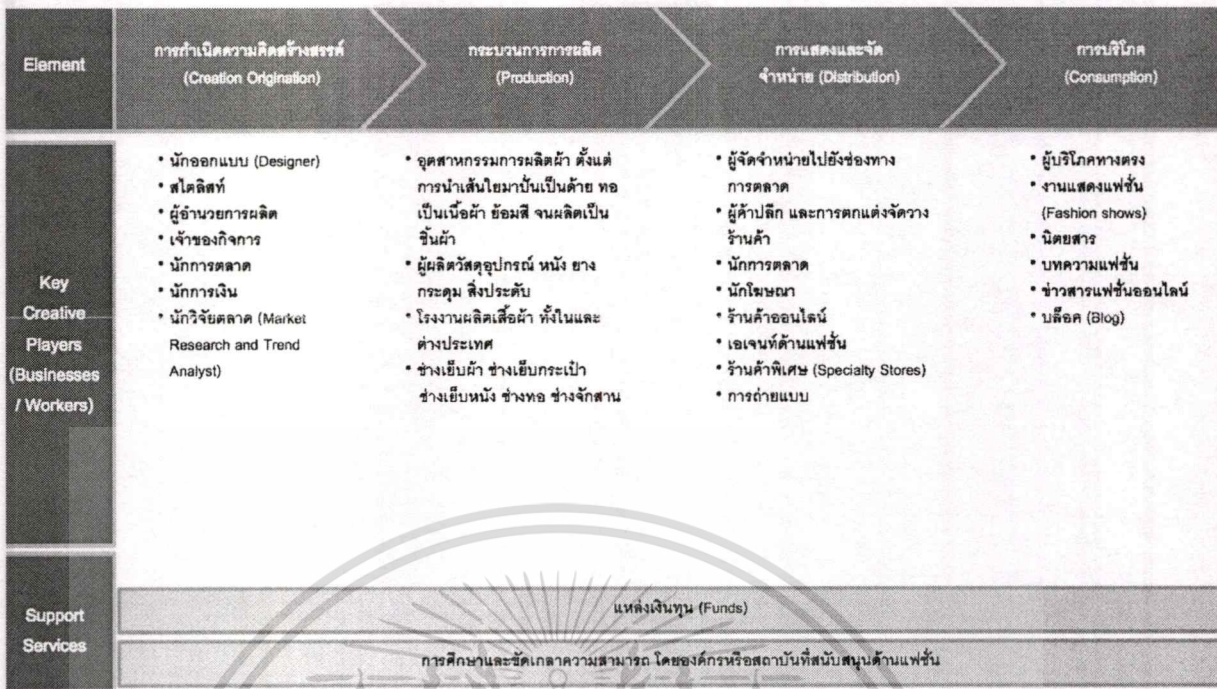 Element
การกำเนิดความคิดสร้างสรรค์
(Creation Origination)
กระบวนการการผลิต
(Production)
การแสดงและจัด
จำหน่าย (Distribution)
การบริโภค
(Consumption)
Key
Creative
Players
(Businesses
/ Workers)
* นักออกแบบ (Designer)
* สไตลิสท์
* ผู้อำนวยการผลิต
* เจ้าของกิจการ
* นักการตลาด
* นักการเงิน
* นักวิจัยตลาด (Market
Research and Trend
Analyst)
* อุตสาหกรรมการผลิตผ้า ตั้งแต่
การนำเส้นใยมาปั่นเป็นด้าย ทอ
เป็นเนื้อผ้า ย้อมสี จนผลิตเป็น
ชิ้นผ้า
* ผู้ผลิตวัสดุอุปกรณ์ หนัง ยาง
กระดุม สิ่งประดับ
* โรงงานผลิตเสื้อผ้า ทั้งในและ
ต่างประเทศ
* ช่างเย็บผ้า ช่างเย็บกระเป๋า
ช่างเย็บหนัง ช่างทอ ช่างจักสาน
* ผู้จัดจำหน่ายไปยังช่องทาง
การตลาด
* ผู้ค้าปลีก และการตกแต่งจัดวาง
ร้านค้า
* นักการตลาด
* นักโฆษณา
* ร้านค้าออนไลน์
* เอเจนท์ด้านแฟชั่น
* ร้านค้าพิเศษ (Specialty Stores)
* การถ่ายแบบ
* ผู้บริโภคทางตรง
* งานแสดงแฟชั่น
(Fashion shows)
* นิตยสาร
* บทความแฟชั่น
* ข่าวสารแฟชั่นออนไลน์
* บล็อค (Blog)
Support
Services
แหล่งเงินทุน (Funds)
การศึกษาและขัดเกลาความสามารถ โดยองค์กรหรือสถาบันที่สนับสนุนด้านแฟชั่น